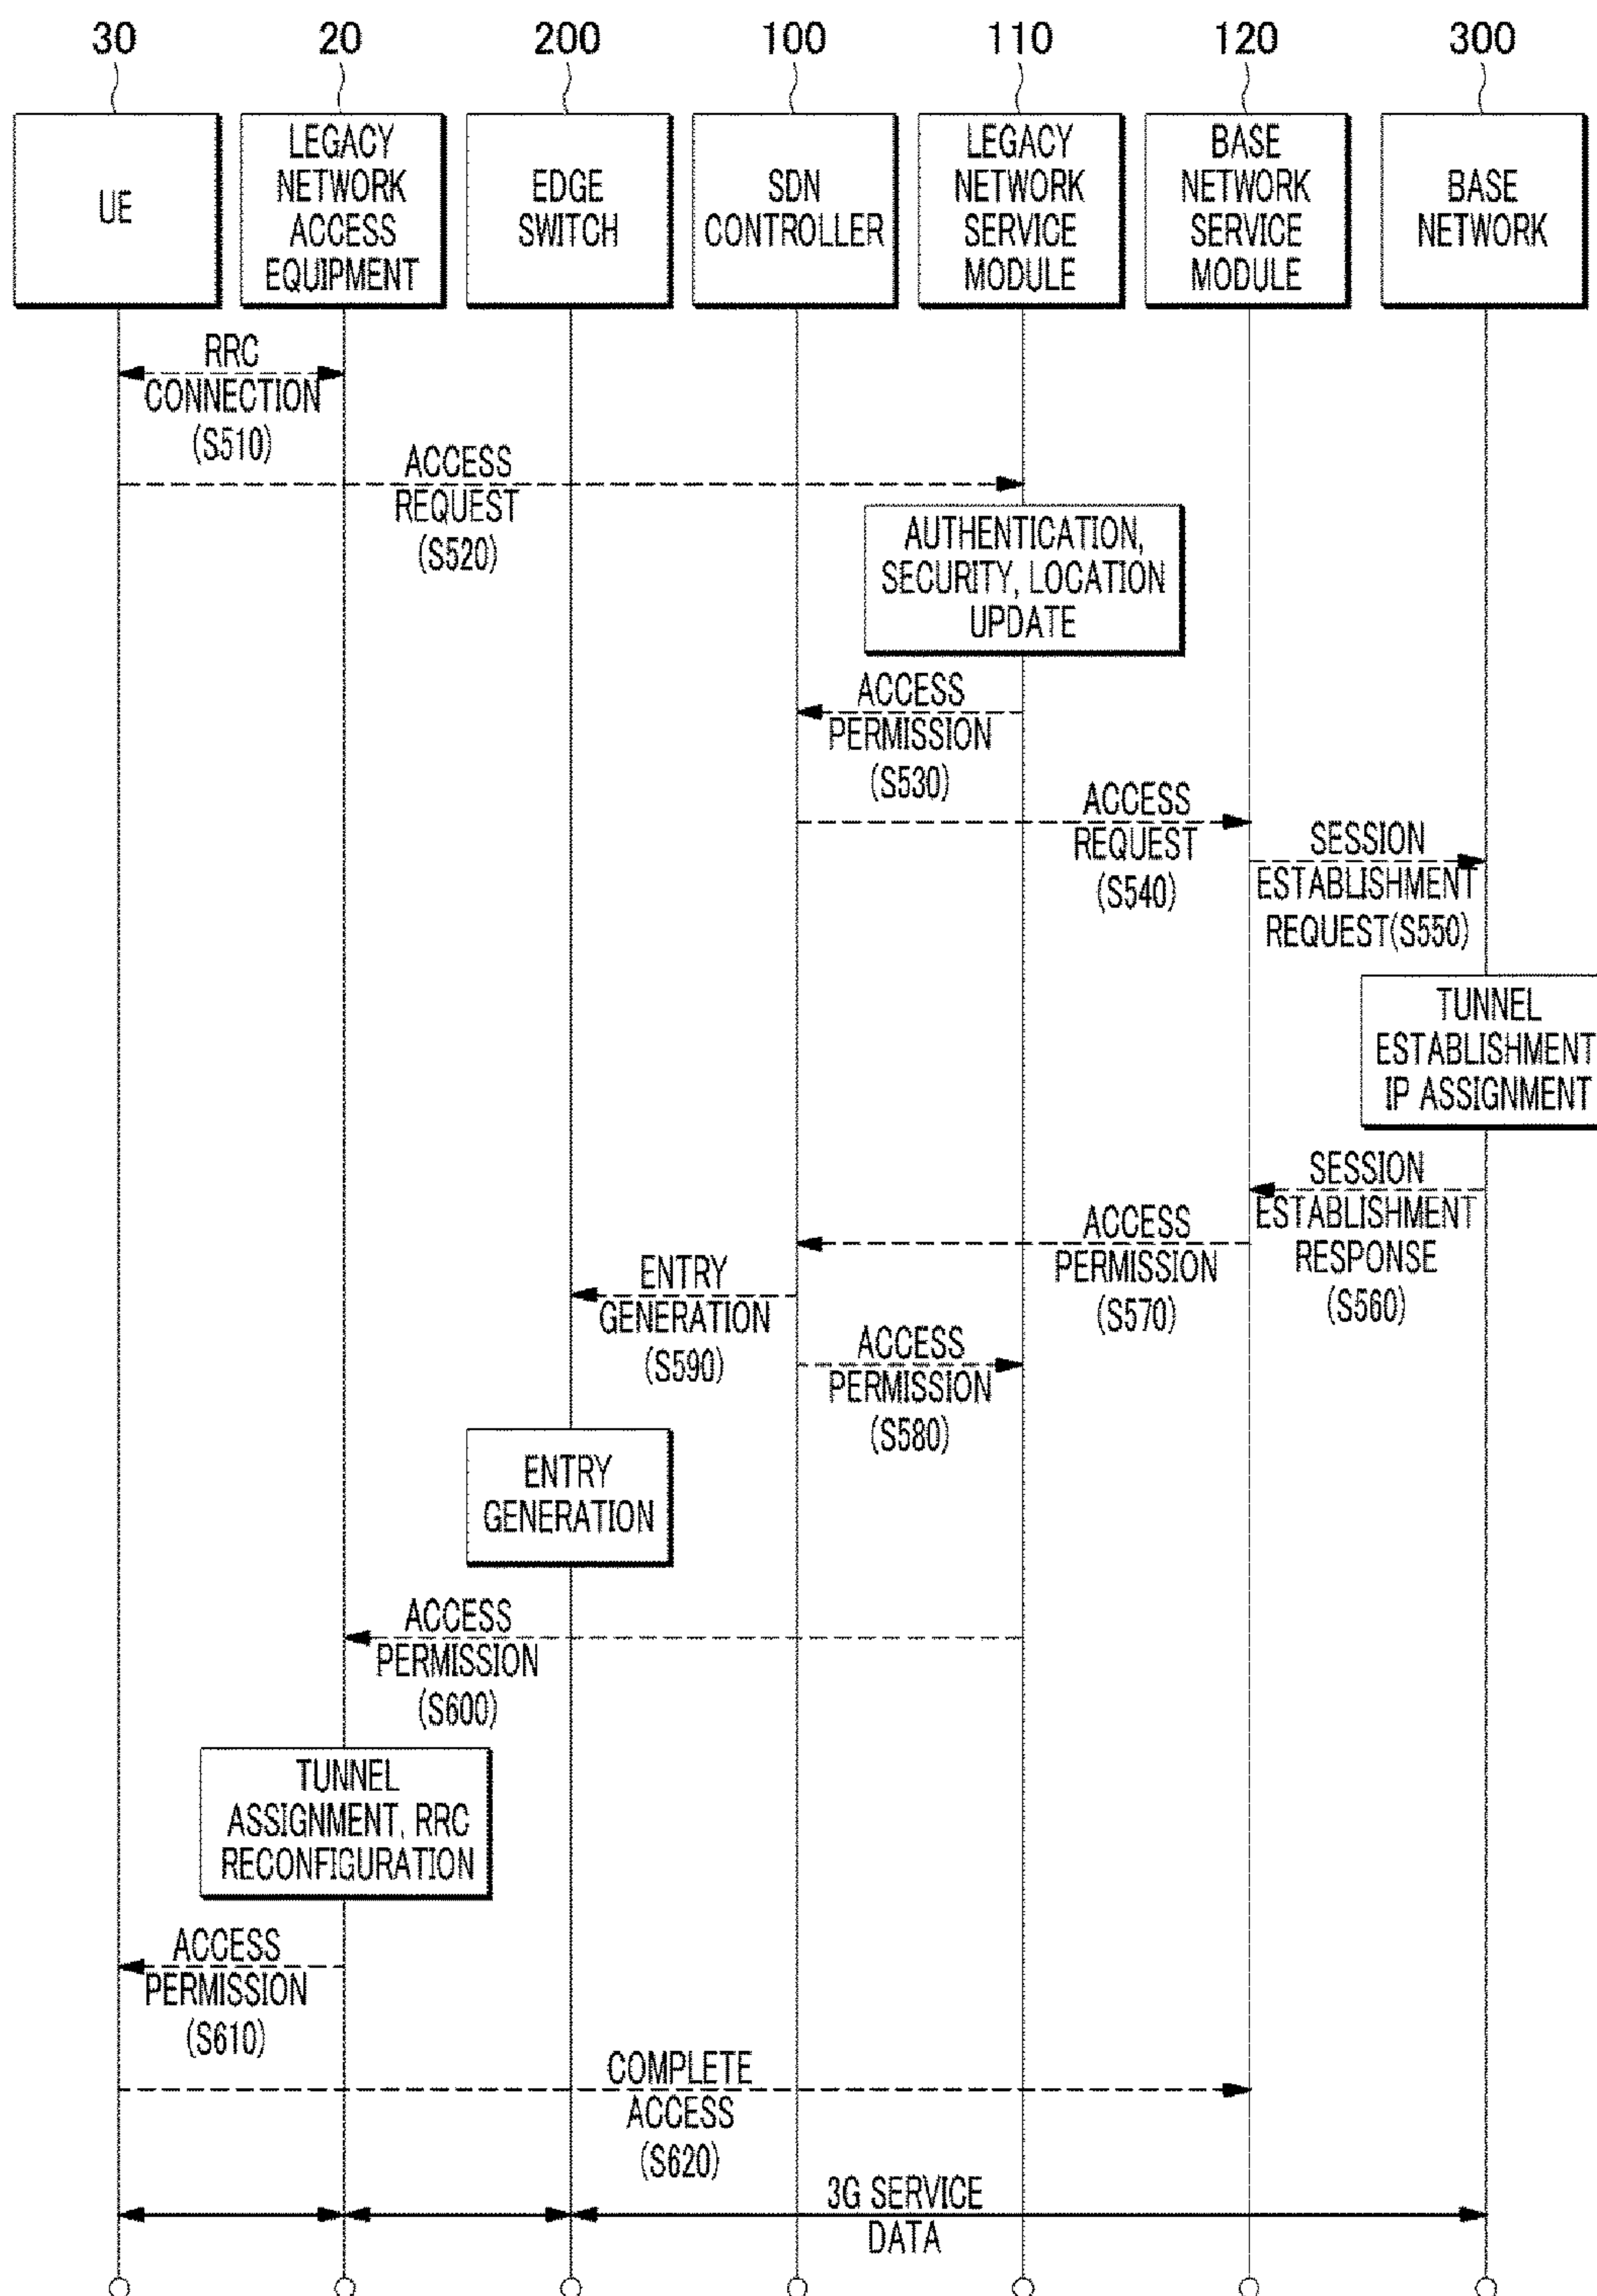 30
20
200
100
110
120
300
UE
LEGACY
NETWORK
ACCESS
EQUIPMENT
EDGE
SWITCH
SDN
CONTROLLER
LEGACY
NETWORK
SERVICE
MODULE
BASE
NETWORK
SERVICE
MODULE
BASE
NETWORK
RRC
CONNECTION
(S510)
ACCESS
REQUEST
(S520)
AUTHENTICATION,
SECURITY, LOCATION
UPDATE
ACCESS
PERMISSION
(S530)
ACCESS
REQUEST
(S540)
SESSION
ESTABLISHMENT
REQUEST(S550)
TUNNEL
ESTABLISHMENT
IP ASSIGNMENT
SESSION
ESTABLISHMENT
RESPONSE
(S560)
ACCESS
PERMISSION
(S570)
ENTRY
GENERATION
(S590)
ACCESS
PERMISSION
(S580)
ENTRY
GENERATION
ACCESS
PERMISSION
(S600)
TUNNEL
ASSIGNMENT, RRC
RECONFIGURATION
ACCESS
PERMISSION
(S610)
COMPLETE
ACCESS
(S620)
3G SERVICE
DATA